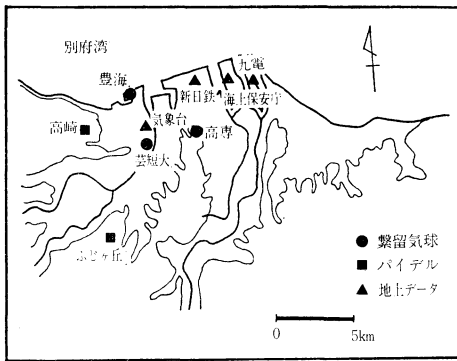 別府湾
九電
豊海
新日鉄
海上保安庁
高崎
気象台
高専
芸短大
ふじヶ丘
● 繋留気球
■ パイデル
▲ 地上データ
0 5km